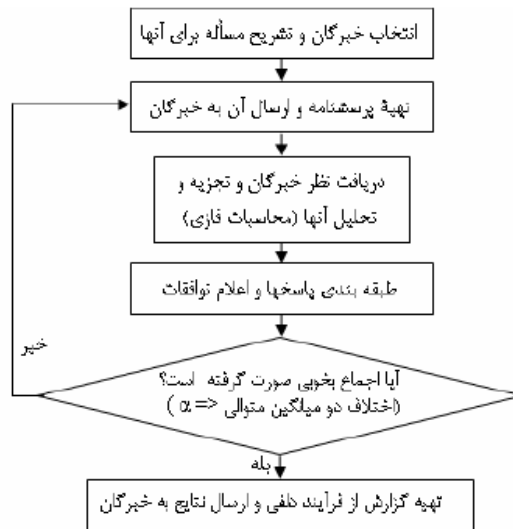 انتخاب خبرگان و تشریح مسأله برای آنها
تهیۀ پرسشنامه و ارسال آن به خبرگان
دریافت نظر خبرگان و تجزیه و
تحلیل آنها (محاسبات فازی)
طبقه بندی پاسخها و اعلام توافقات
خیر
آیا اجماع بخوبی صورت گرفته است؟
(اختلاف دو میانگین متوالی <= α )
بله
تهیه گزارش از فرآیند دلفی و ارسال نتایج به خبرگان